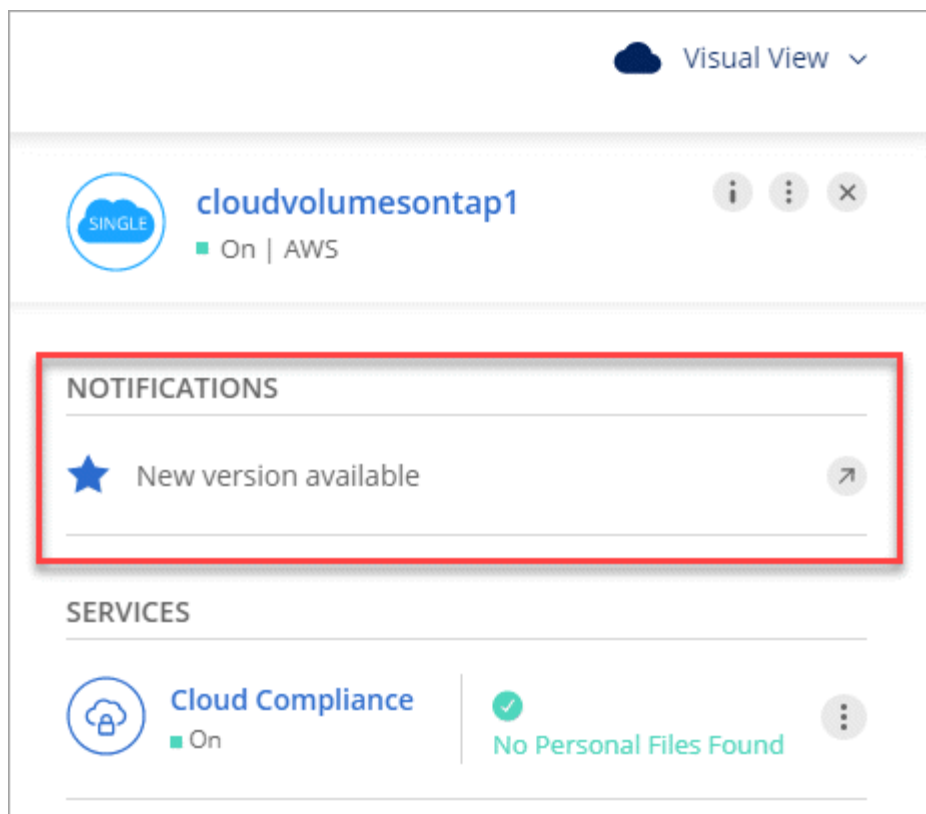 Visual View
SINGLE
cloudvolumesontap1
On | AWS
NOTIFICATIONS
New version available
SERVICES
Cloud Compliance
On
No Personal Files Found